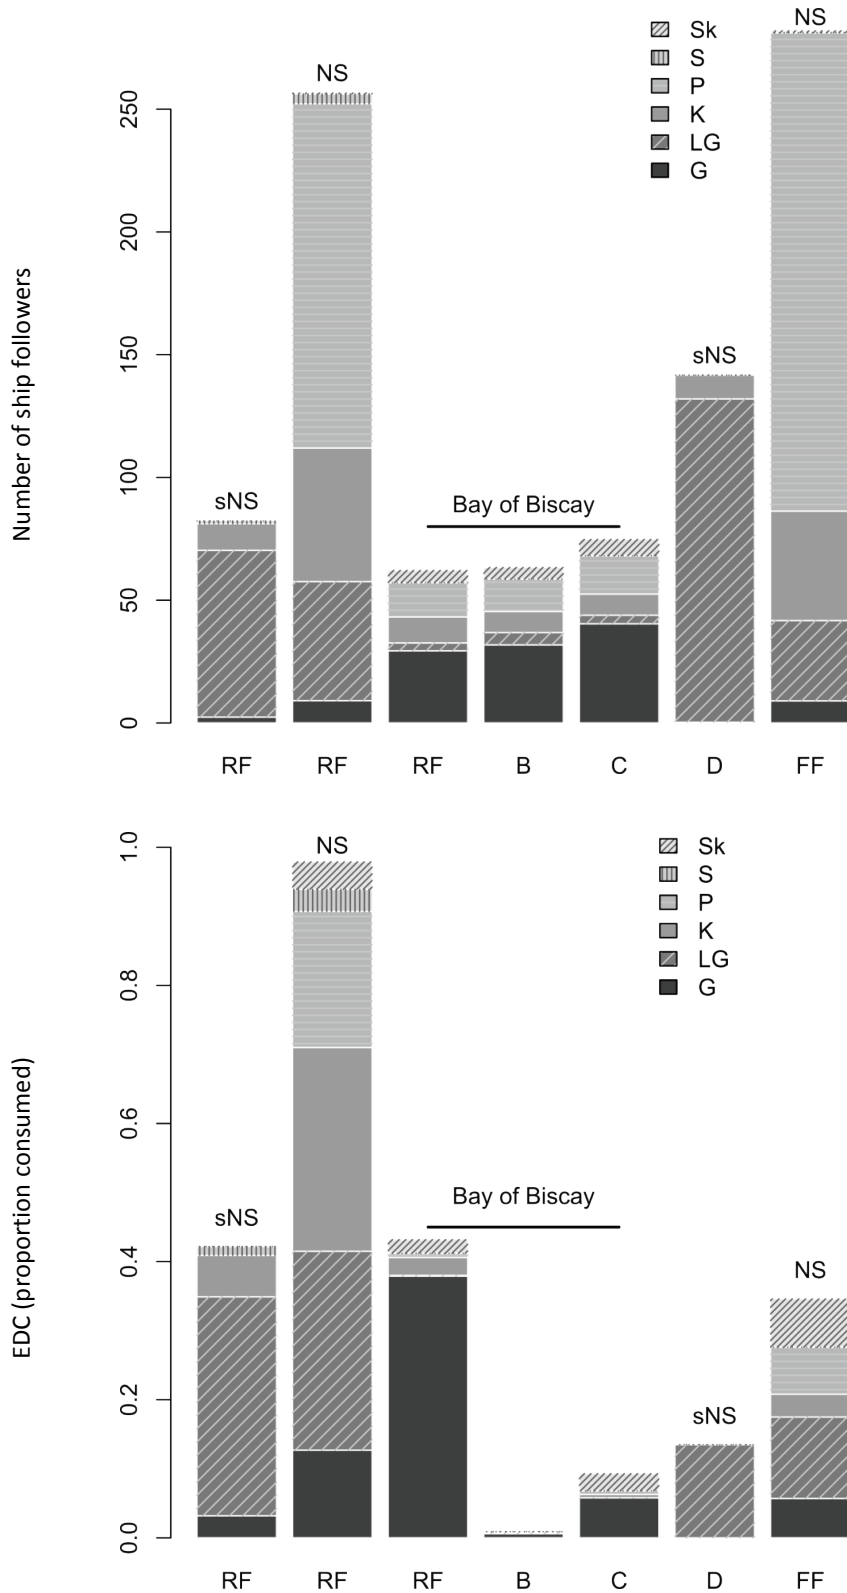 NS
Sk
S
P
K
LG
G
NS
sNS
sNS
Bay of Biscay
Number of ship followers
250
200
150
100
50
0
RF
RF
RF
B
C
D
FF
NS
Sk
S
P
K
LG
G
sNS
Bay of Biscay
NS
sNS
EDC (proportion consumed)
1.0
0.8
0.6
0.4
0.2
0.0
RF
RF
RF
B
C
D
FF